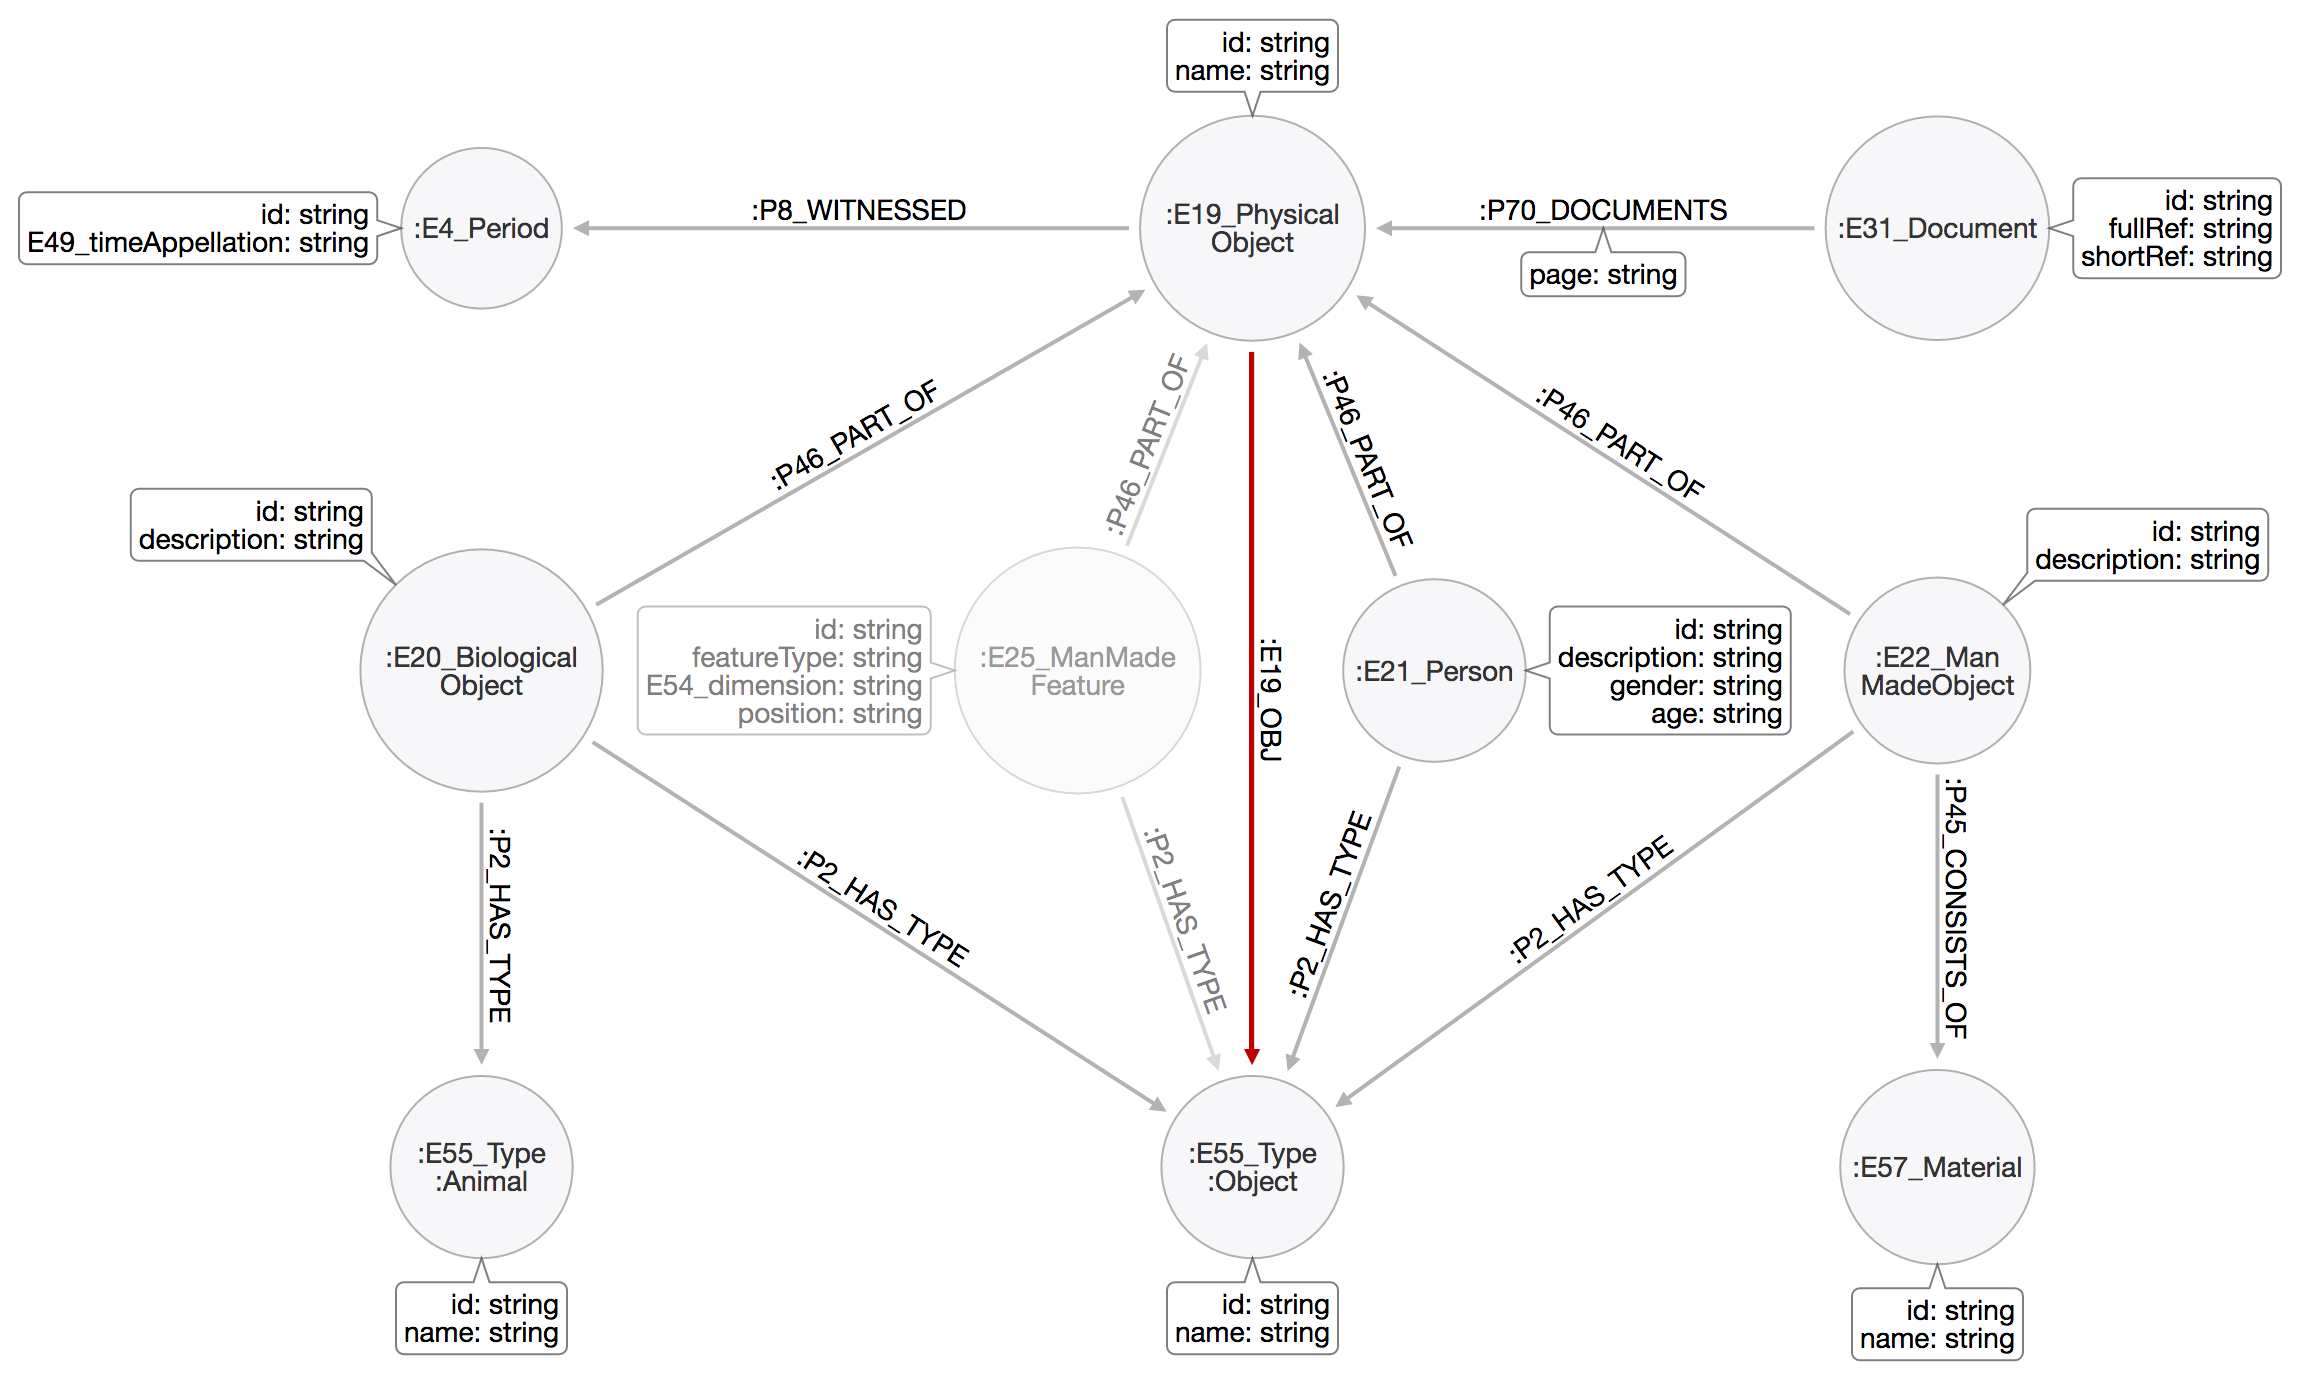 id: string
name: string
:E19_Physical
Object
:P8_WITNESSED
:E4_Period
id: string
E49_timeAppellation: string
:P70_DOCUMENTS
page: string
:E31_Document
id: string
fullRef: string
shortRef: string
:P46_PART_OF
:P46_PART_OF
:P46_PART_OF
:P46_PART_OF
id: string
description: string
:E20_Biological
Object
id: string
featureType: string
E54_dimension: string
position: string
:E25_ManMade
Feature
:E19_OBJ
:E21_Person
id: string
description: string
gender: string
age: string
id: string
description: string
:E22_Man
MadeObject
:P2_HAS_TYPE
:P2_HAS_TYPE
:P2_HAS_TYPE
:P2_HAS_TYPE
:P2_HAS_TYPE
:P45_CONSISTS_OF
:E55_Type
:Animal
id: string
name: string
:E55_Type
:Object
id: string
name: string
:E57_Material
id: string
name: string